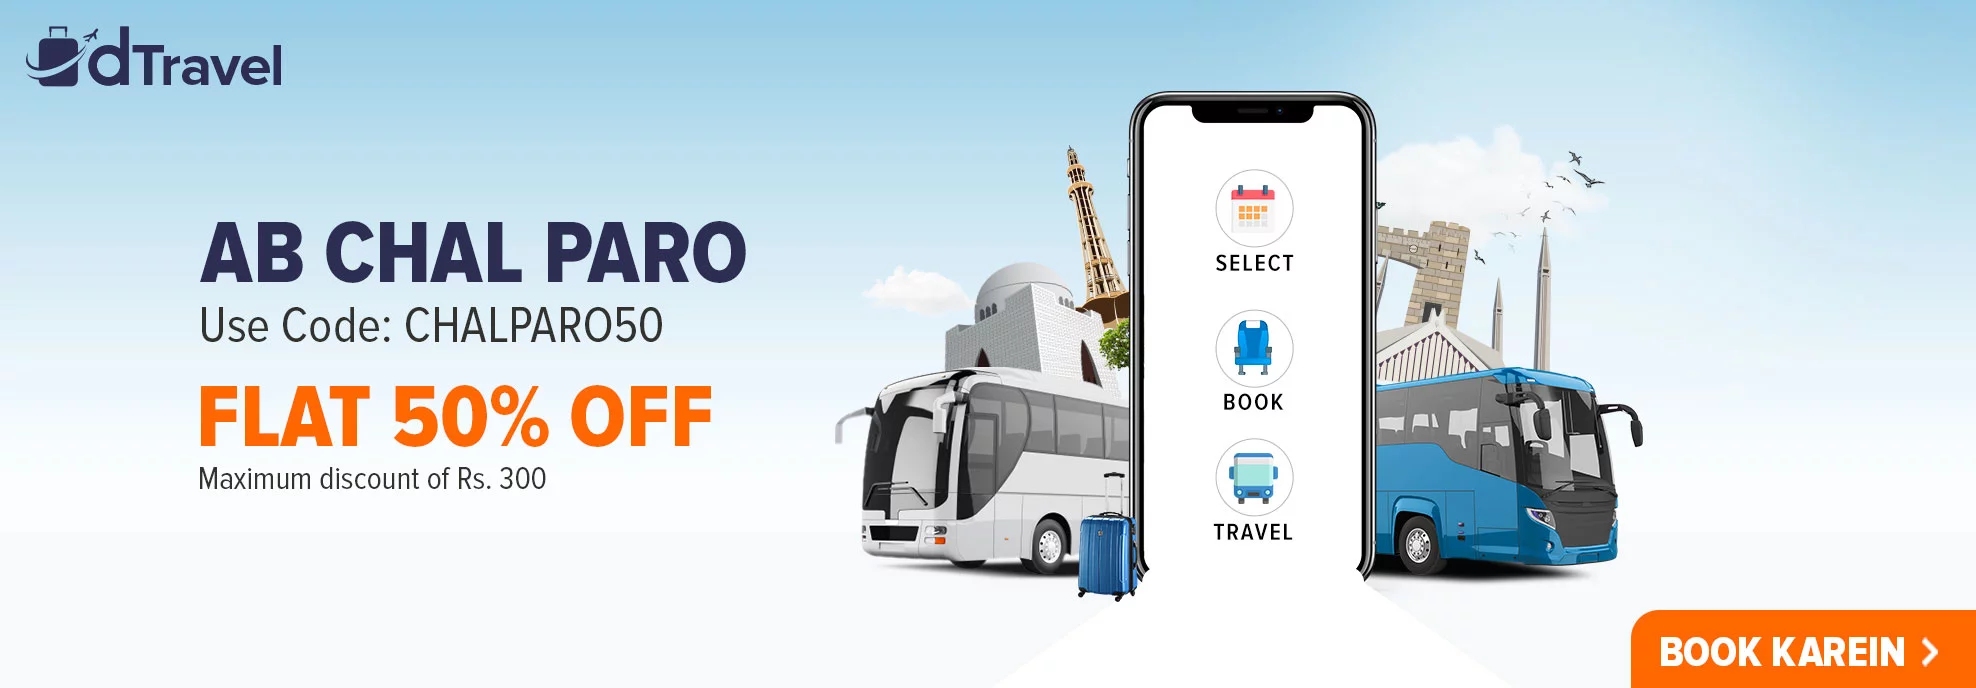 dTravel
AB CHAL PARO
Use Code: CHALPARO50
FLAT 50% OFF
Maximum discount of Rs. 300
SELECT
BOOK
TRAVEL
BOOK KAREIN